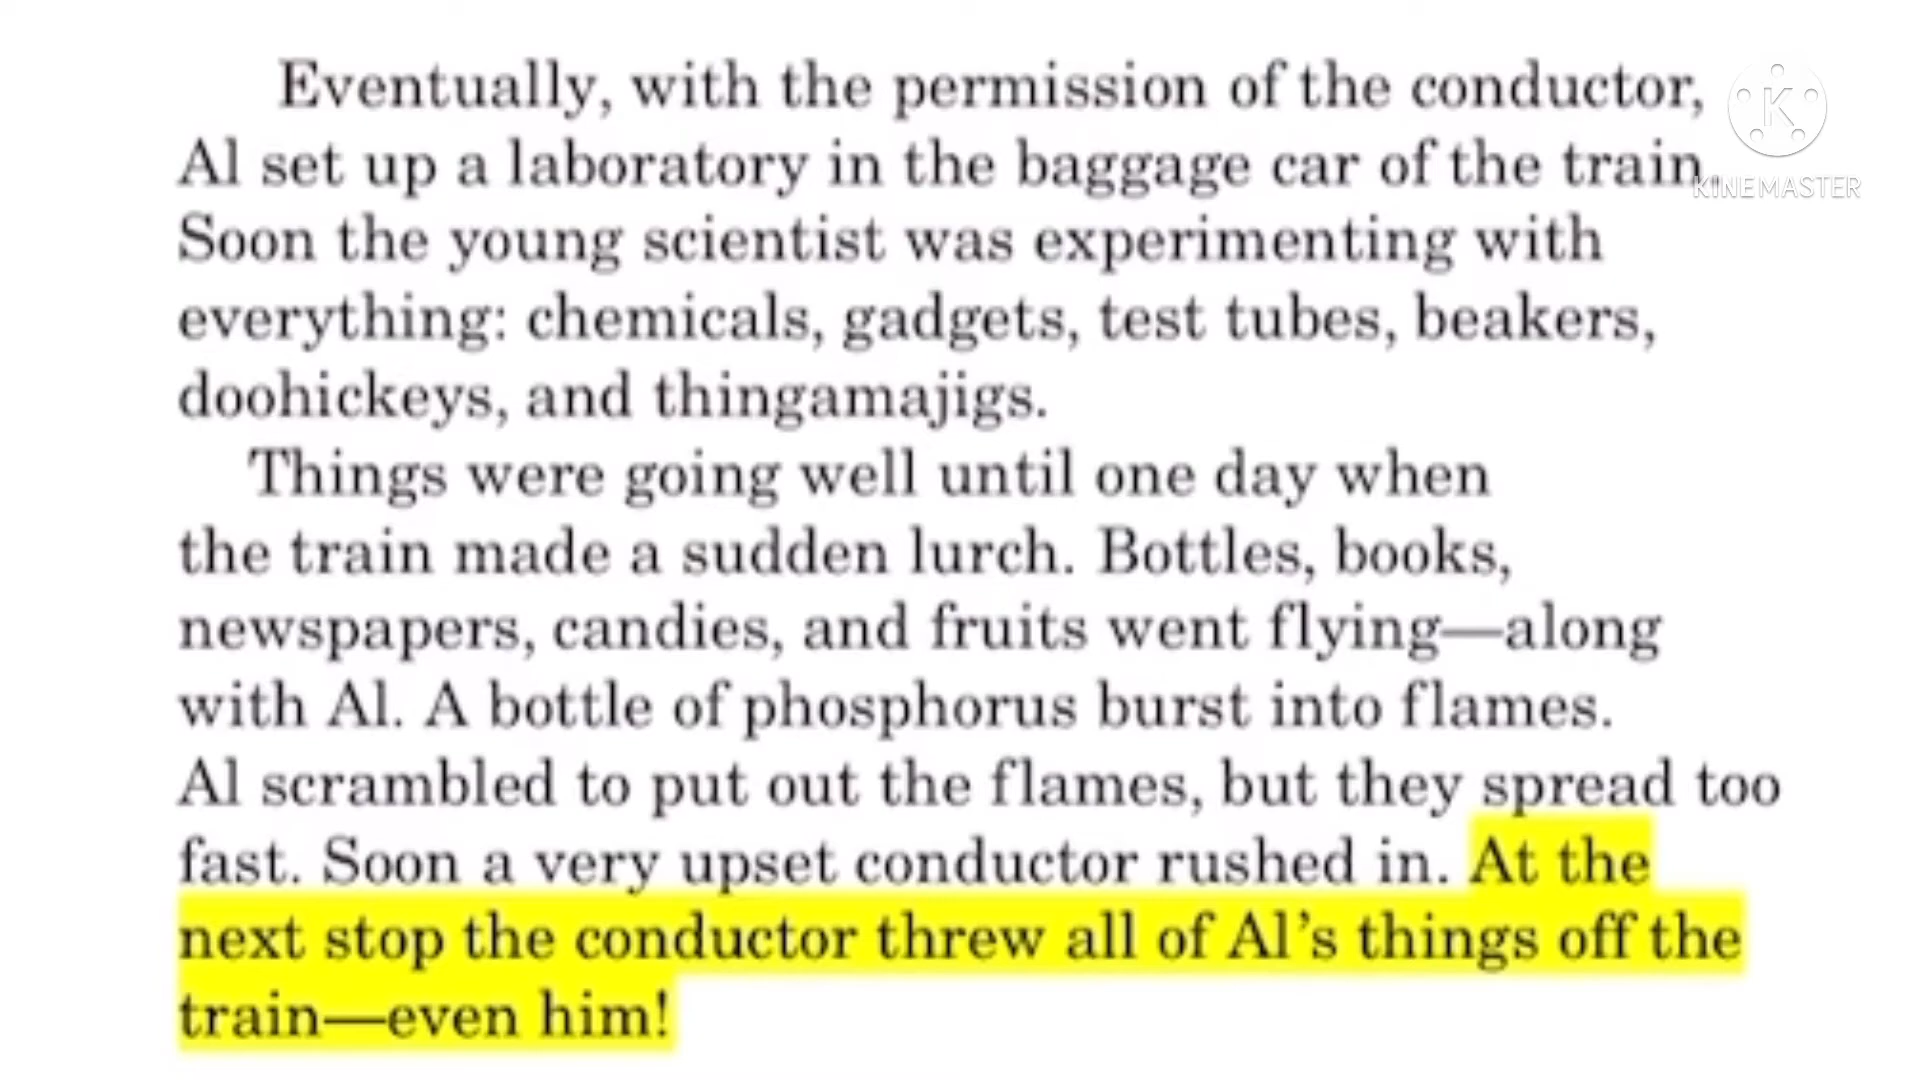 Eventually, with the permission of the conductor,
Al set up a laboratory in the baggage car of the train.
KINEMASTER
Soon the young scientist was experimenting with
everything: chemicals, gadgets, test tubes, beakers,
doohickeys, and thingamajigs.
Things were going well until one day when
the train made a sudden lurch. Bottles, books,
newspapers, candies, and fruits went flying—along
with Al. A bottle of phosphorus burst into flames.
Al scrambled to put out the flames, but they spread too
fast. Soon a very upset conductor rushed in. At the
next stop the conductor threw all of Al's things off the
train—even him!